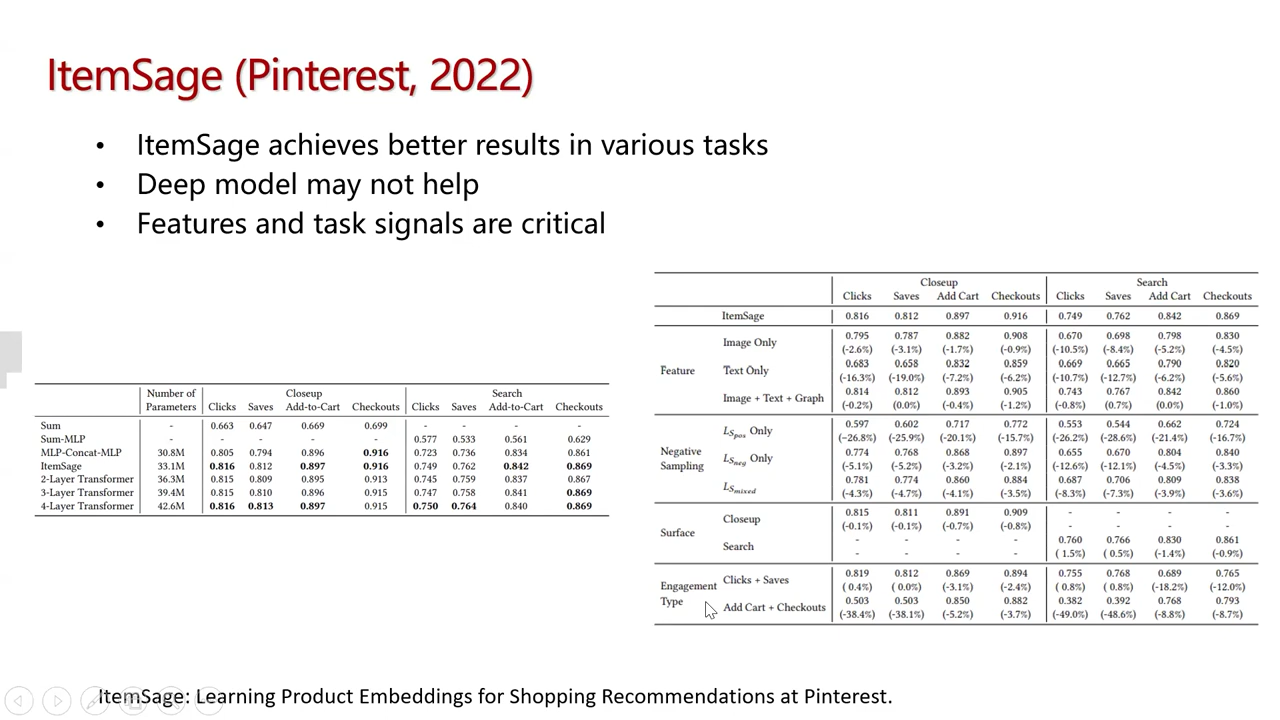 ItemSage (Pinterest, 2022)
• ItemSage achieves better results in various tasks
• Deep model may not help
• Features and task signals are critical
Number of Parameters Closeup Search
Clicks Saves Add-to-Cart Checkouts Clicks Saves Add-to-Cart Checkouts
Sum - 0.663 0.647 0.669 0.699 - - - -
Sum-MLP - - - - - 0.577 0.533 0.561 0.629
MLP-Concat-MLP 30.8M 0.805 0.794 0.896 0.916 0.723 0.736 0.834 0.861
ItemSage 33.1M 0.816 0.812 0.897 0.916 0.749 0.762 0.842 0.869
2-Layer Transformer 36.3M 0.815 0.809 0.895 0.913 0.745 0.759 0.837 0.867
3-Layer Transformer 39.4M 0.815 0.810 0.896 0.915 0.747 0.758 0.841 0.869
4-Layer Transformer 42.6M 0.816 0.813 0.897 0.915 0.750 0.764 0.840 0.869
Closeup Search
Clicks Saves Add Cart Checkouts Clicks Saves Add Cart Checkouts
ItemSage 0.816 0.812 0.897 0.916 0.749 0.762 0.842 0.869
Feature
Image Only 0.795 0.787 0.882 0.908 0.670 0.698 0.798 0.830
(-2.6%) (-3.1%) (-1.7%) (-0.9%) (-10.5%) (-8.4%) (-5.2%) (-4.5%)
Text Only 0.683 0.658 0.832 0.859 0.669 0.665 0.790 0.820
(-16.3%) (-19.0%) (-7.2%) (-6.2%) (-10.7%) (-12.7%) (-6.2%) (-5.6%)
Image + Text + Graph 0.814 0.812 0.893 0.905 0.743 0.767 0.842 0.860
(-0.2%) (0.0%) (-0.4%) (-1.2%) (-0.8%) (0.7%) (0.0%) (-1.0%)
Negative Sampling
L_Spos Only 0.597 0.602 0.717 0.772 0.553 0.544 0.662 0.724
(-26.8%) (-25.9%) (-20.1%) (-15.7%) (-26.2%) (-28.6%) (-21.4%) (-16.7%)
L_Sneg Only 0.774 0.768 0.868 0.897 0.655 0.670 0.804 0.840
(-5.1%) (-5.2%) (-3.2%) (-2.1%) (-12.6%) (-12.1%) (-4.5%) (-3.3%)
L_Smixed 0.781 0.774 0.860 0.884 0.687 0.706 0.809 0.838
(-4.3%) (-4.7%) (-4.1%) (-3.5%) (-8.3%) (-7.3%) (-3.9%) (-3.6%)
Surface
Closeup 0.815 0.811 0.891 0.909 - - - -
(-0.1%) (-0.1%) (-0.7%) (-0.8%) - - - -
Search - - - - 0.760 0.766 0.830 0.861
- - - - ( 1.5%) ( 0.5%) (-1.4%) (-0.9%)
Engagement Type
Clicks + Saves 0.819 0.812 0.869 0.894 0.755 0.768 0.689 0.765
( 0.4%) ( 0.0%) (-3.1%) (-2.4%) ( 0.8%) ( 0.8%) (-18.2%) (-12.0%)
Add Cart + Checkouts 0.503 0.503 0.850 0.882 0.382 0.392 0.768 0.793
(-38.4%) (-38.1%) (-5.2%) (-3.7%) (-49.0%) (-48.6%) (-8.8%) (-8.7%)
ItemSage: Learning Product Embeddings for Shopping Recommendations at Pinterest.